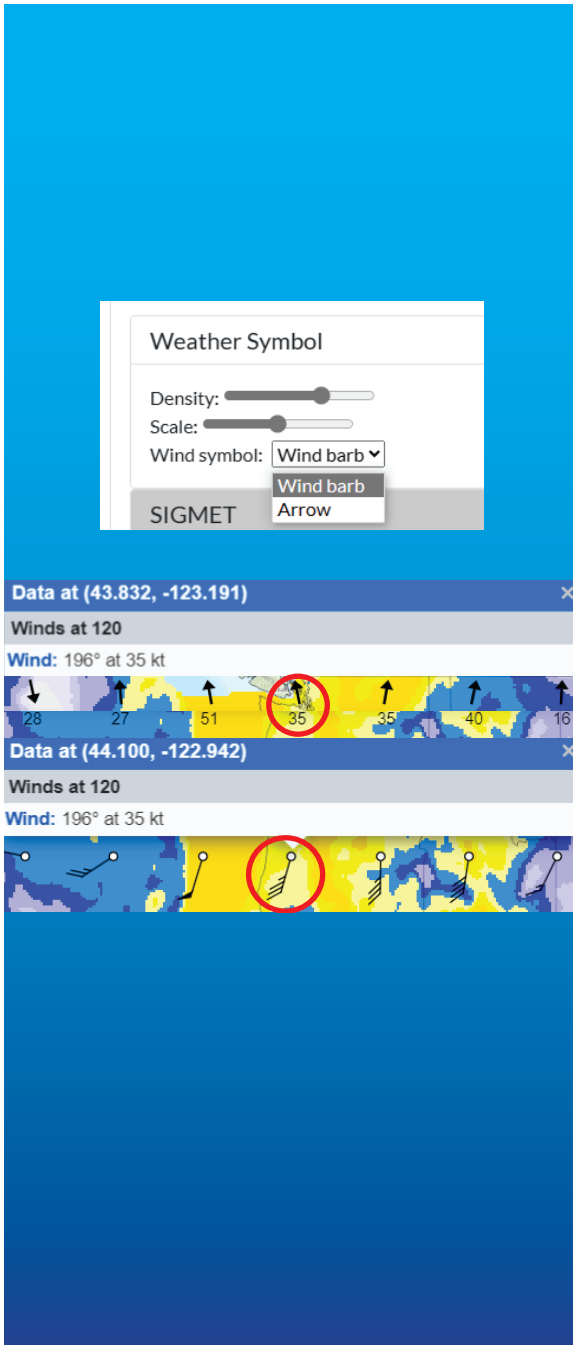 Weather Symbol
Density:
Scale:
Wind symbol: Wind barb
Wind barb
Arrow
SIGMET
Data at (43.832, -123.191) ×
Winds at 120
Wind: 196° at 35 kt
28 27 51 35 35 40 16
Data at (44.100, -122.942) ×
Winds at 120
Wind: 196° at 35 kt